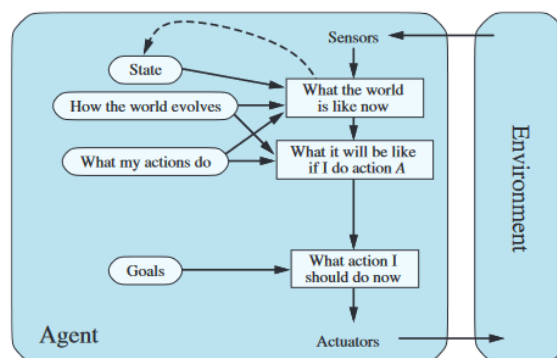 Sensors
State
What the world
is like now
How the world evolves
What it will be like
if I do action A
What my actions do
Goals
What action I
should do now
Agent
Actuators
Environment